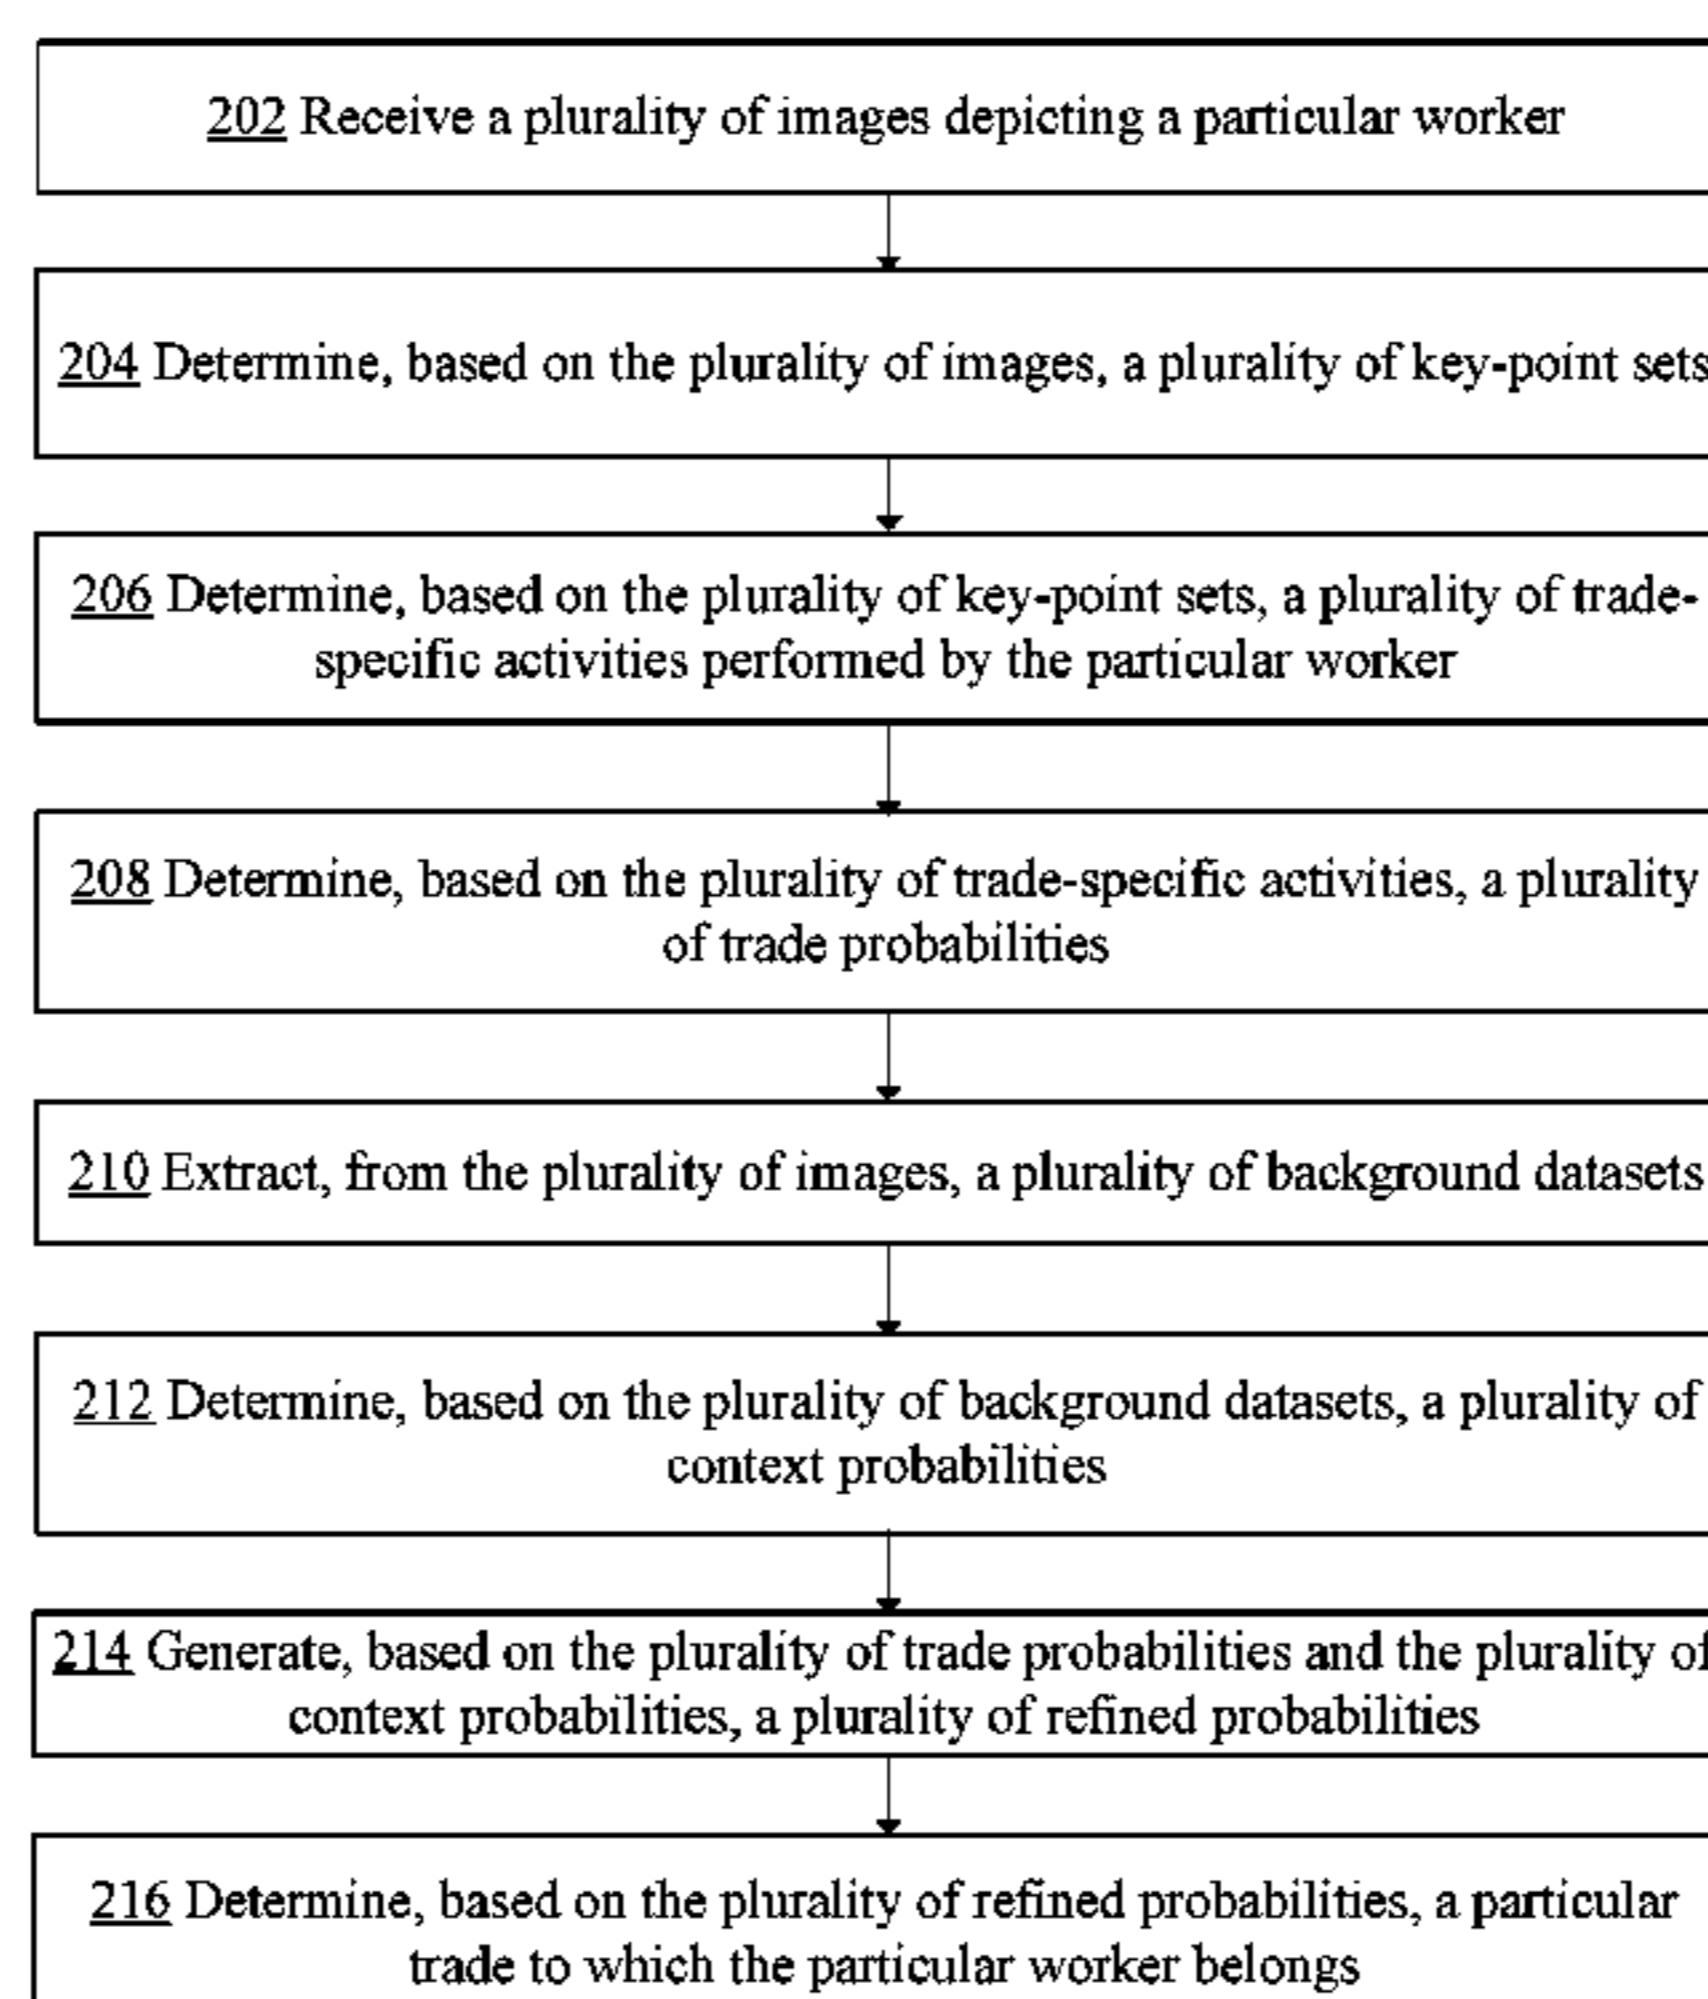 202 Receive a plurality of images depicting a particular worker
204 Determine, based on the plurality of images, a plurality of key-point sets
206 Determine, based on the plurality of key-point sets, a plurality of trade-
specific activities performed by the particular worker
208 Determine, based on the plurality of trade-specific activities, a plurality
of trade probabilities
210 Extract, from the plurality of images, a plurality of background datasets
212 Determine, based on the plurality of background datasets, a plurality of
context probabilities
214 Generate, based on the plurality of trade probabilities and the plurality of
context probabilities, a plurality of refined probabilities
216 Determine, based on the plurality of refined probabilities, a particular
trade to which the particular worker belongs